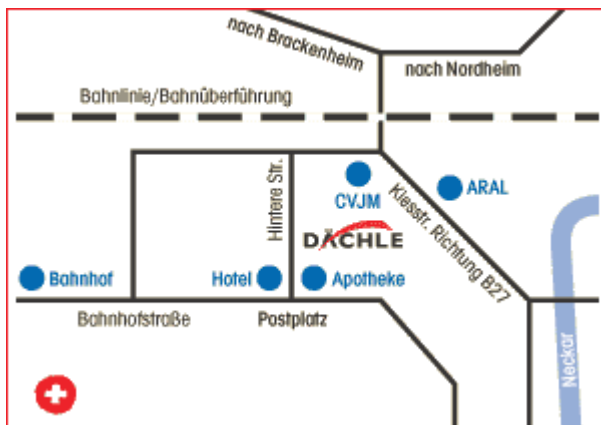 nach Brackenheim
nach Nordheim
Bahnlinie/Bahnüberführung
Hintere Str.
CVJM
ARAL
Kiesstr. Richtung B27
DÄCHLE
Bahnhof
Hotel
Apotheke
Bahnhofstraße
Postplatz
Neckar